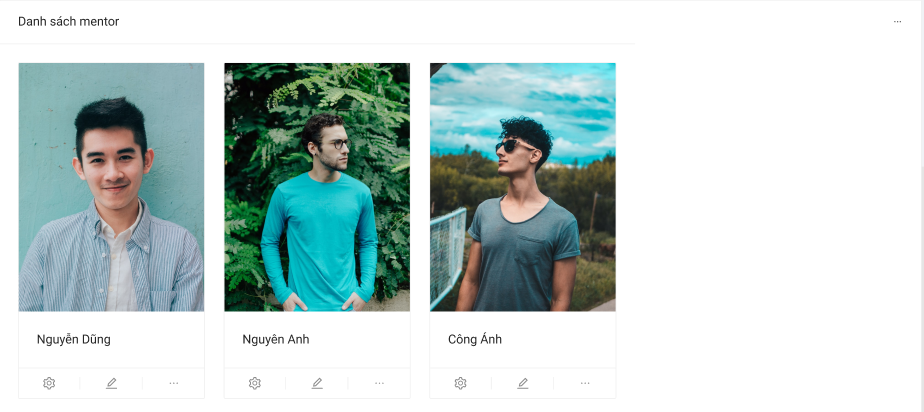 Danh sách mentor
Nguyễn Dũng
Nguyên Anh
Công Ánh